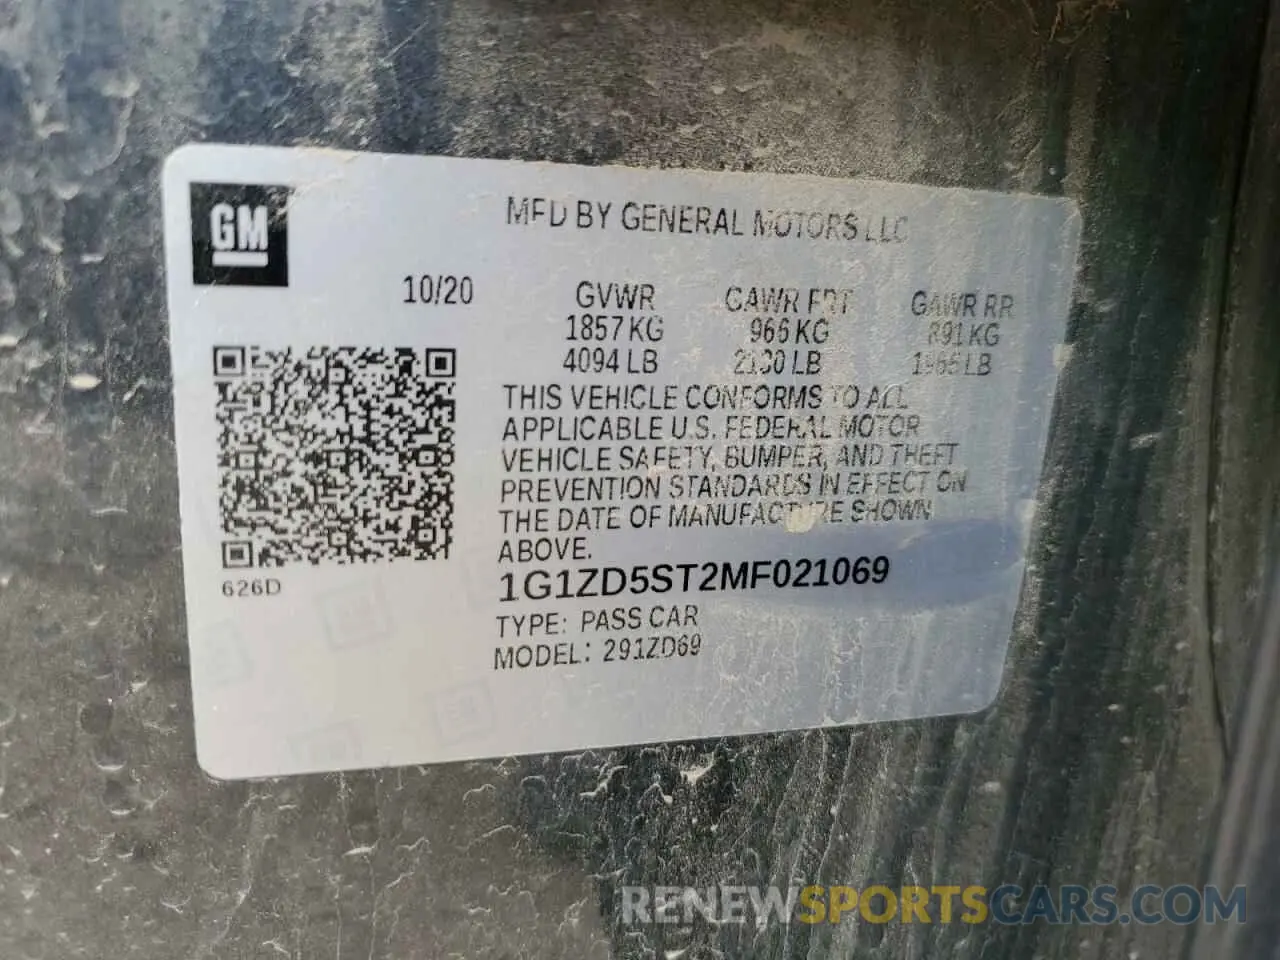 GM
MFD BY GENERAL MOTORS LLC
10/20 GVWR GAWR FRT GAWR RR
1857 KG 966 KG 891 KG
4094 LB 2130 LB 1965 LB
THIS VEHICLE CONFORMS TO ALL
APPLICABLE U.S. FEDERAL MOTOR
VEHICLE SAFETY, BUMPER, AND THEFT
PREVENTION STANDARDS IN EFFECT ON
THE DATE OF MANUFACTURE SHOWN
ABOVE.
626D
1G1ZD5ST2MF021069
TYPE: PASS CAR
MODEL: 291ZD69
RENEWSPORTSCARS.COM